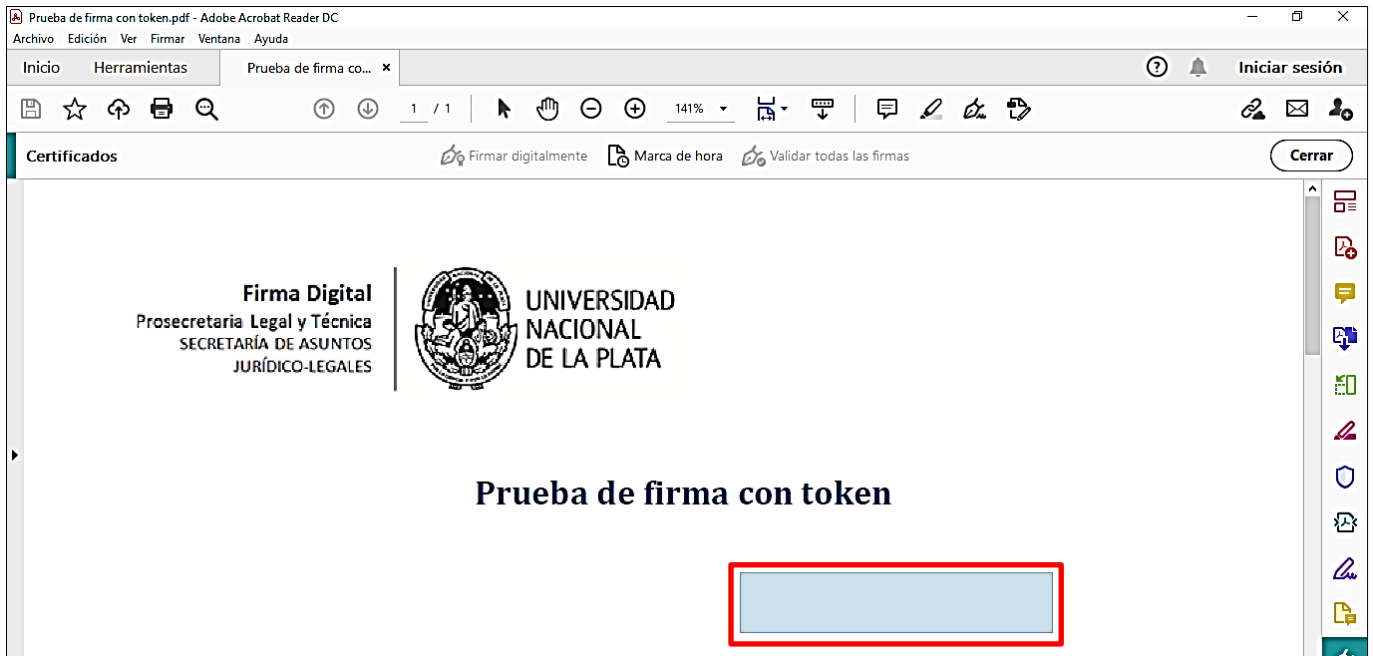 Prueba de firma con token.pdf - Adobe Acrobat Reader DC
Archivo Edición Ver Firmar Ventana Ayuda
Inicio Herramientas Prueba de firma co... × Iniciar sesión
1 / 1 141%
Certificados Firmar digitalmente Marca de hora Validar todas las firmas Cerrar
Firma Digital
Prosecretaria Legal y Técnica
SECRETARÍA DE ASUNTOS
JURÍDICO-LEGALES
UNIVERSIDAD
NACIONAL
DE LA PLATA
Prueba de firma con token